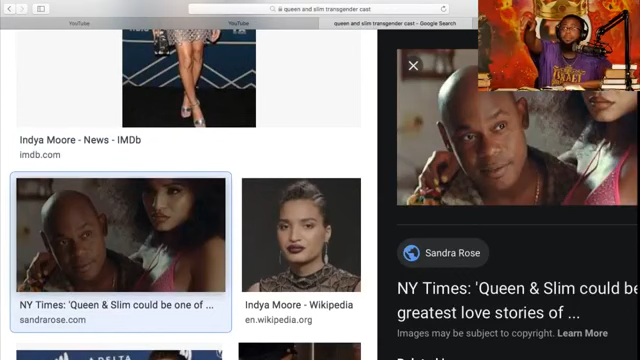 queen and slim transgender cast
YouTube
YouTube
queen and slim transgender cast - Google Search
Indya Moore - News - IMDb
imdb.com
NY Times: 'Queen & Slim could be one of ...
sandrarose.com
Indya Moore - Wikipedia
en.wikipedia.org
DELTA
Sandra Rose
NY Times: 'Queen & Slim could be
greatest love stories of ...
Images may be subject to copyright. Learn More